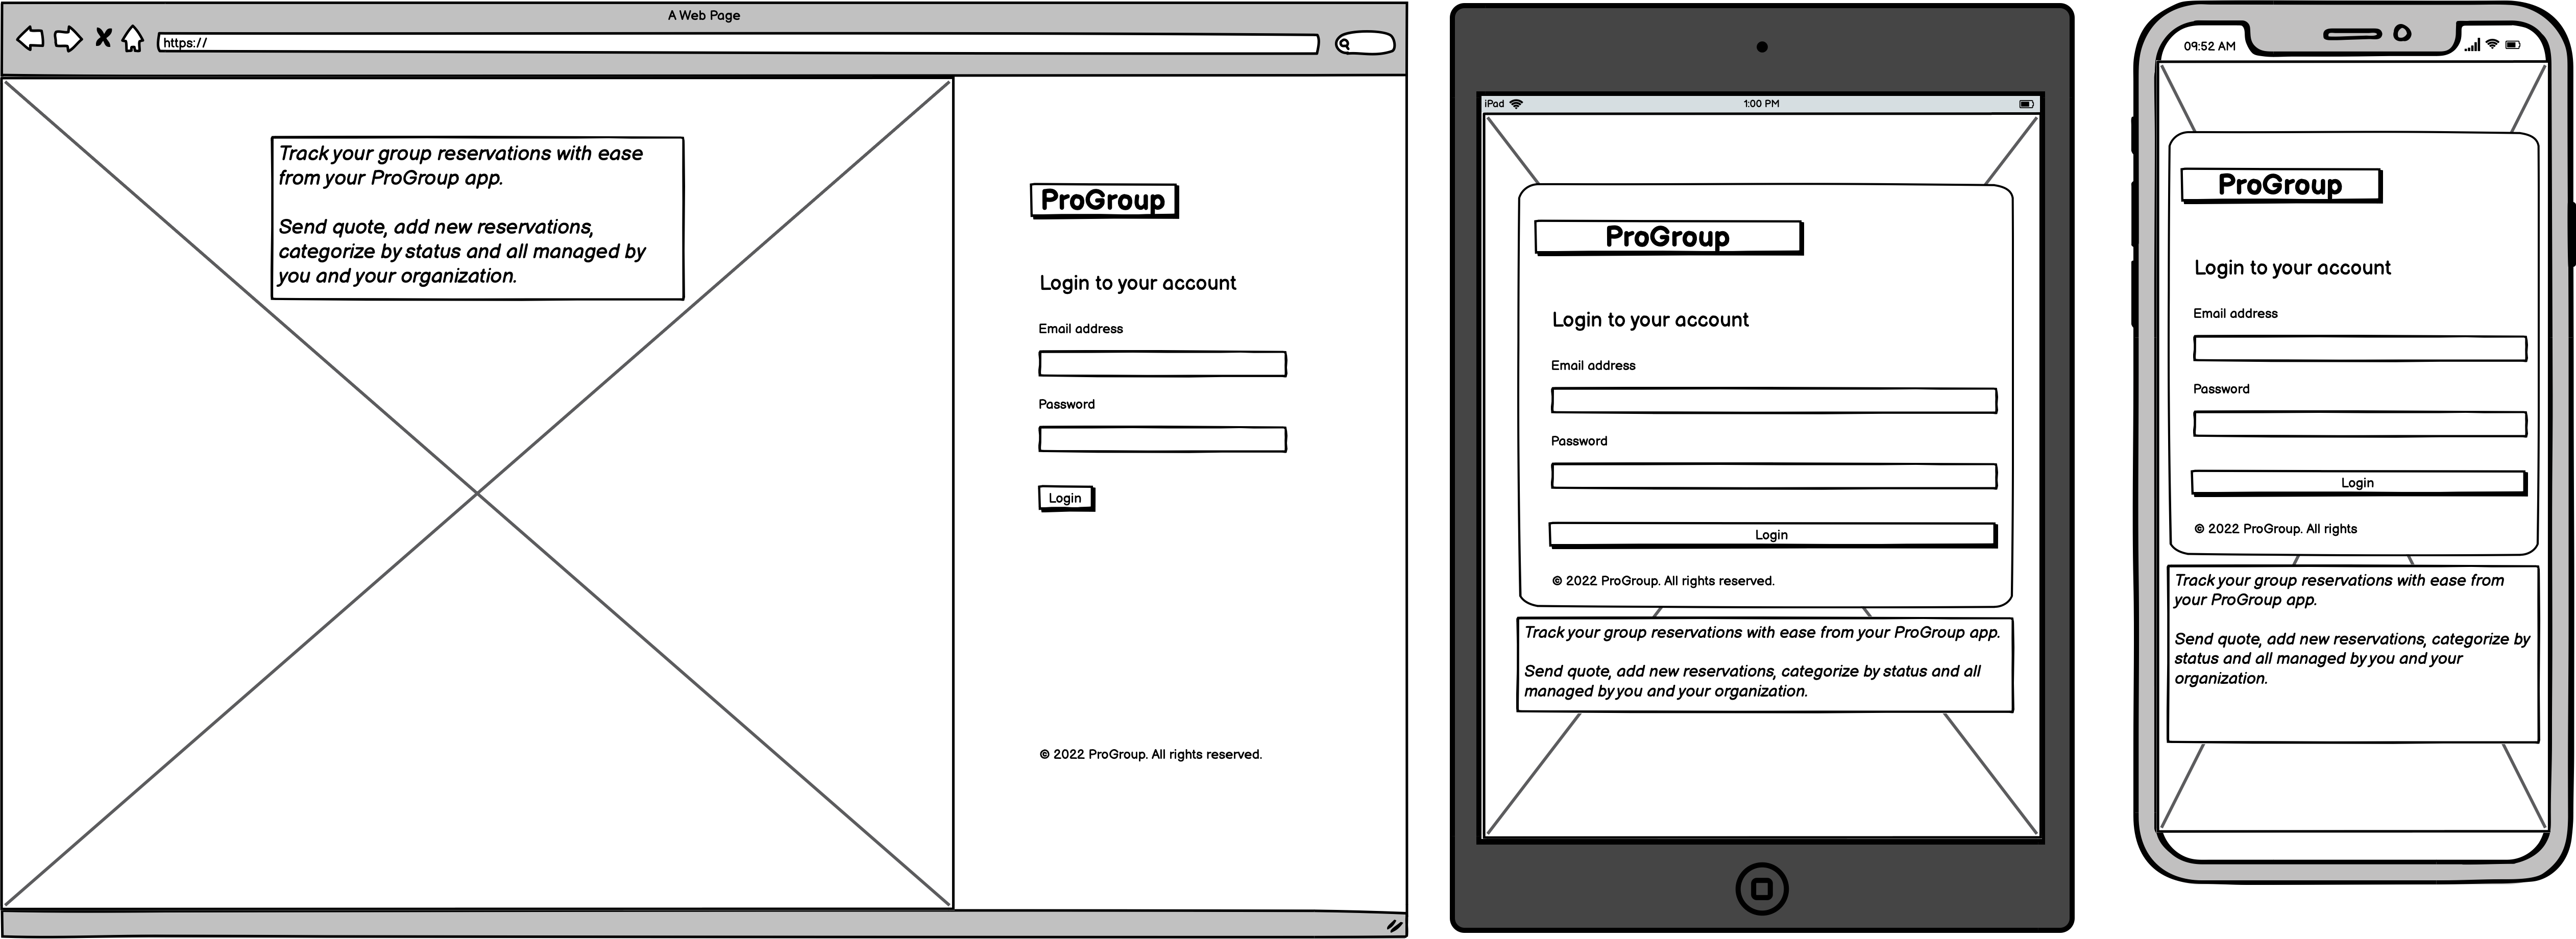 A Web Page
https://
Track your group reservations with ease
from your ProGroup app.
Send quote, add new reservations,
categorize by status and all managed by
you and your organization.
ProGroup
Login to your account
Email address
Password
Login
© 2022 ProGroup. All rights reserved.
iPad
1:00 PM
ProGroup
Login to your account
Email address
Password
Login
© 2022 ProGroup. All rights reserved.
Track your group reservations with ease from your ProGroup app.
Send quote, add new reservations, categorize by status and all
managed by you and your organization.
09:52 AM
ProGroup
Login to your account
Email address
Password
Login
© 2022 ProGroup. All rights
Track your group reservations with ease from
your ProGroup app.
Send quote, add new reservations, categorize by
status and all managed by you and your
organization.